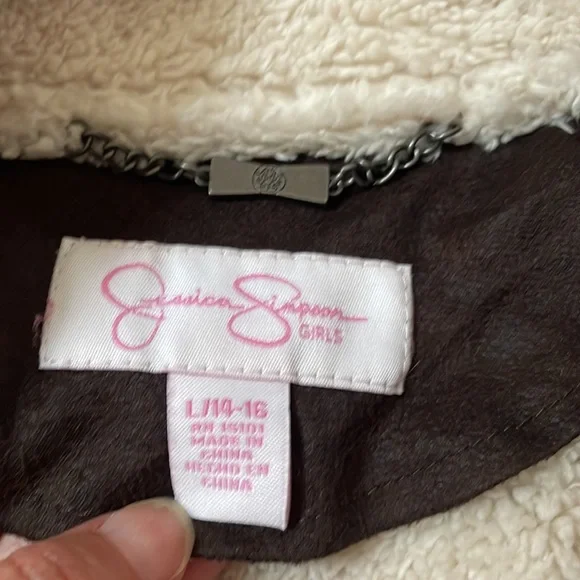 Jessica Simpson
GIRLS
L/14-16
RN 15101
MADE IN
CHINA
HECHO EN
CHINA